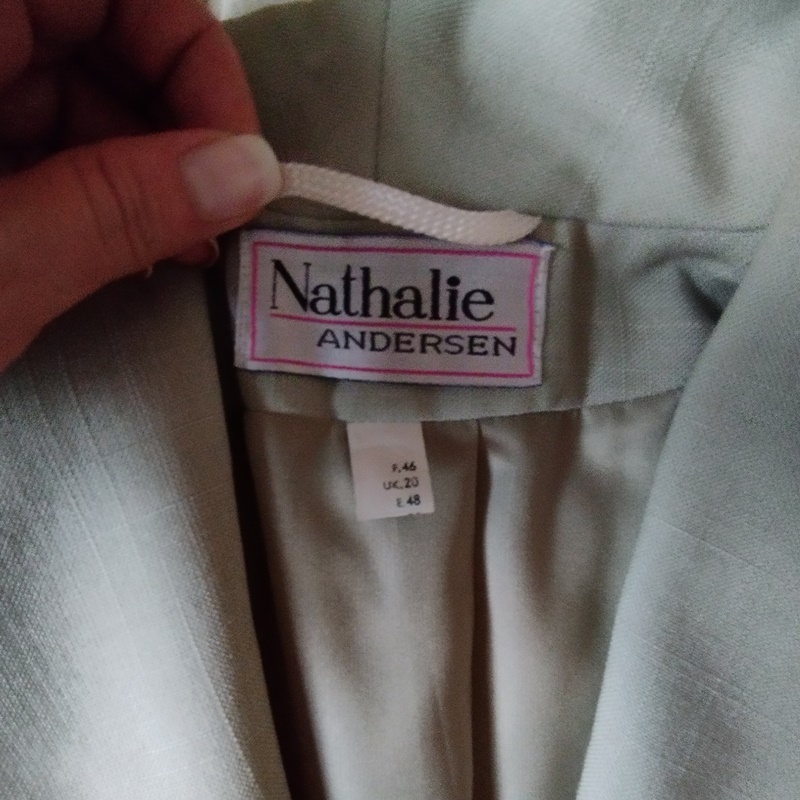 Nathalie
ANDERSEN
F.46
UK.20
E.48